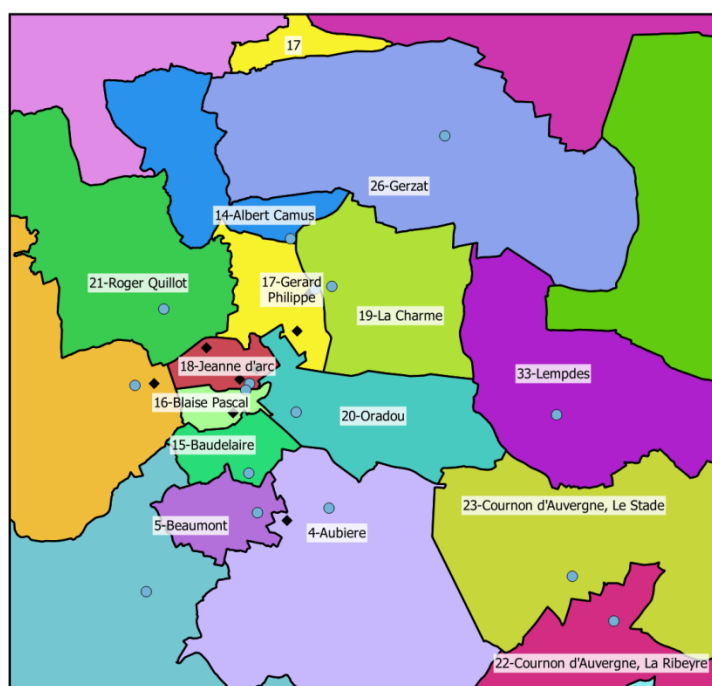 17
26-Gerzat
14-Albert Camus
21-Roger Quillot
17-Gerard
Philippe
19-La Charme
18-Jeanne d'arc
33-Lempdes
16-Blaise Pascal
20-Oradou
15-Baudelaire
23-Cournon d'Auvergne, Le Stade
5-Beaumont
4-Aubiere
22-Cournon d'Auvergne, La Ribeyre